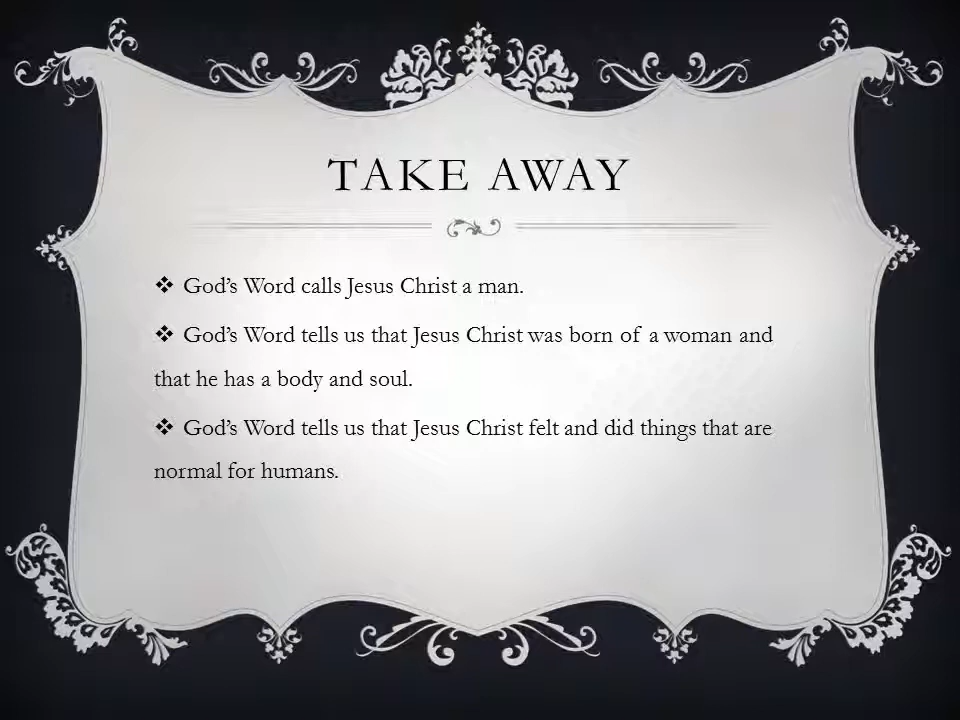 TAKE AWAY
❖ God's Word calls Jesus Christ a man.
❖ God's Word tells us that Jesus Christ was born of a woman and
that he has a body and soul.
❖ God's Word tells us that Jesus Christ felt and did things that are
normal for humans.